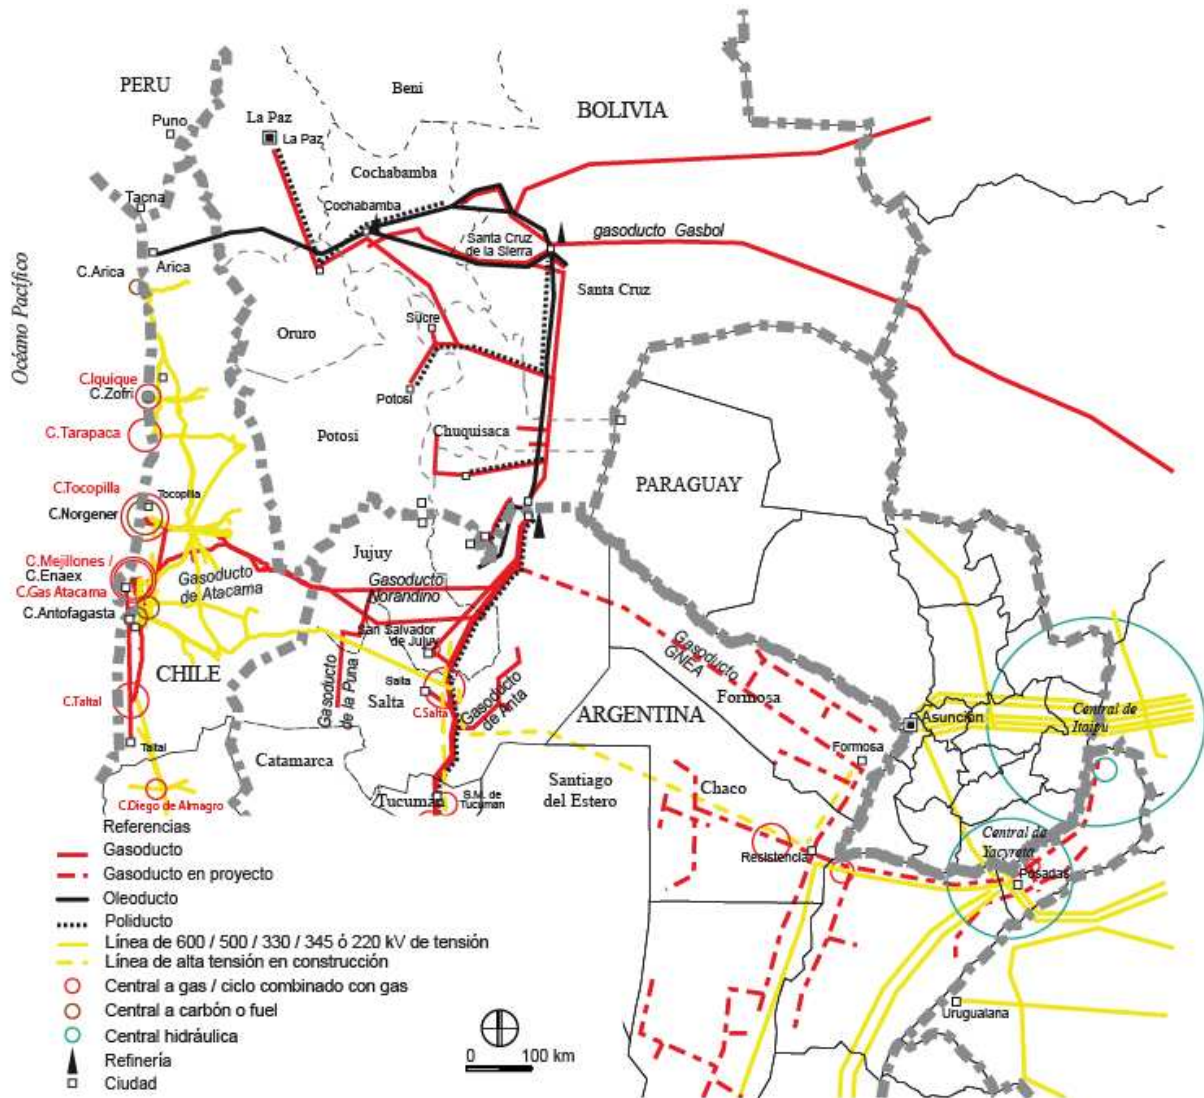 PERU
Beni
BOLIVIA
Puno
La Paz
La Paz
Cochabamba
Tacna
Cochabamba
Santa Cruz
de la Sierra
gasoducto Gasbol
Arica
C.Arica
Océano Pacífico
Santa Cruz
Oruro
Sucre
C.Iquique
C.Zofri
Potosí
C.Tarapaca
Potosi
Chuquisaca
PARAGUAY
C.Tocopilla
Tocopilla
C.Norgener
Jujuy
C.Mejillones /
C.Enaex
C.Gas Atacama
C.Antofagasta
Gasoducto
de Atacama
Gasoducto
Norandino
San Salvador
de Jujuy
Gasoducto
GNEA
CHILE
Gasoducto
de la Puna
Salta
Salta
C.Salta
Gasoducto
de Anta
Formosa
ARGENTINA
Asunción
Central de
Itaipu
C.Taltal
Taltal
Catamarca
Formosa
Santiago
del Estero
Chaco
C.Diego de Almagro
Tucumán
S.M. de
Tucuman
Central de
Yacyreta
Resistencia
Posadas
Uruguaiana
Referencias
Gasoducto
Gasoducto en proyecto
Oleoducto
Poliducto
Línea de 600 / 500 / 330 / 345 ó 220 kV de tensión
Línea de alta tensión en construcción
Central a gas / ciclo combinado con gas
Central a carbón o fuel
Central hidráulica
Refinería
Ciudad
0 100 km